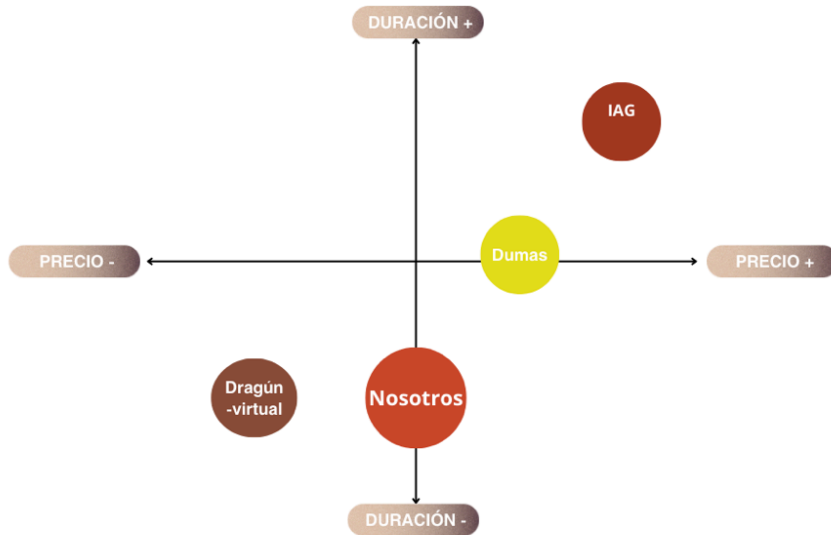 DURACIÓN +
IAG
PRECIO -
Dumas
PRECIO +
Dragún
-virtual
Nosotros
DURACIÓN -